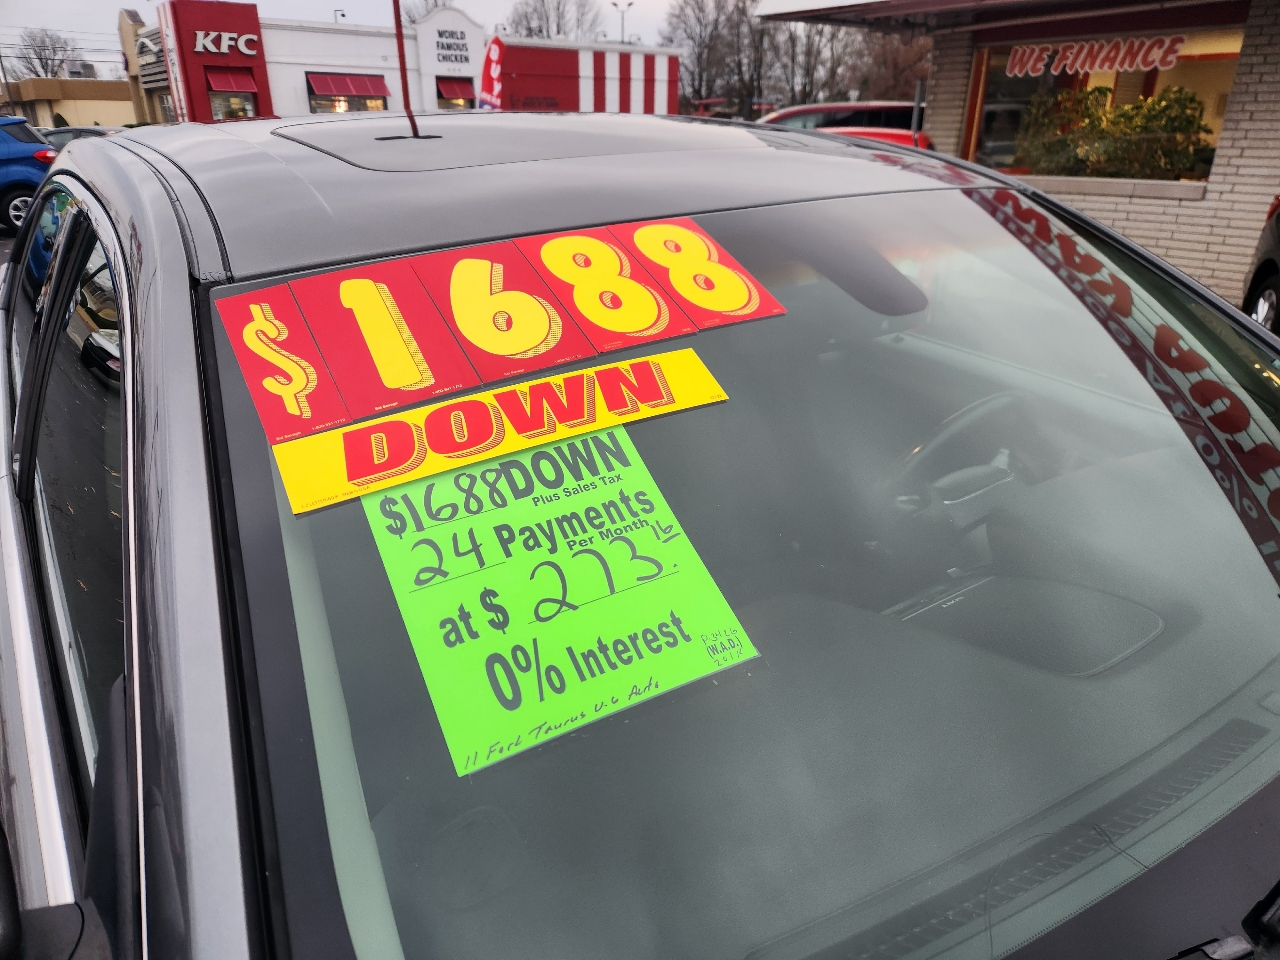 KFC
WORLD
FAMOUS
CHICKEN
BUY
WE FINANCE
$1688
DOWN
$1688 DOWN
Plus Sales Tax
24 Payments
Per Month
at $ 273.16
0% Interest
(W.A.D.)
11 Ford Taurus V.6 Auto